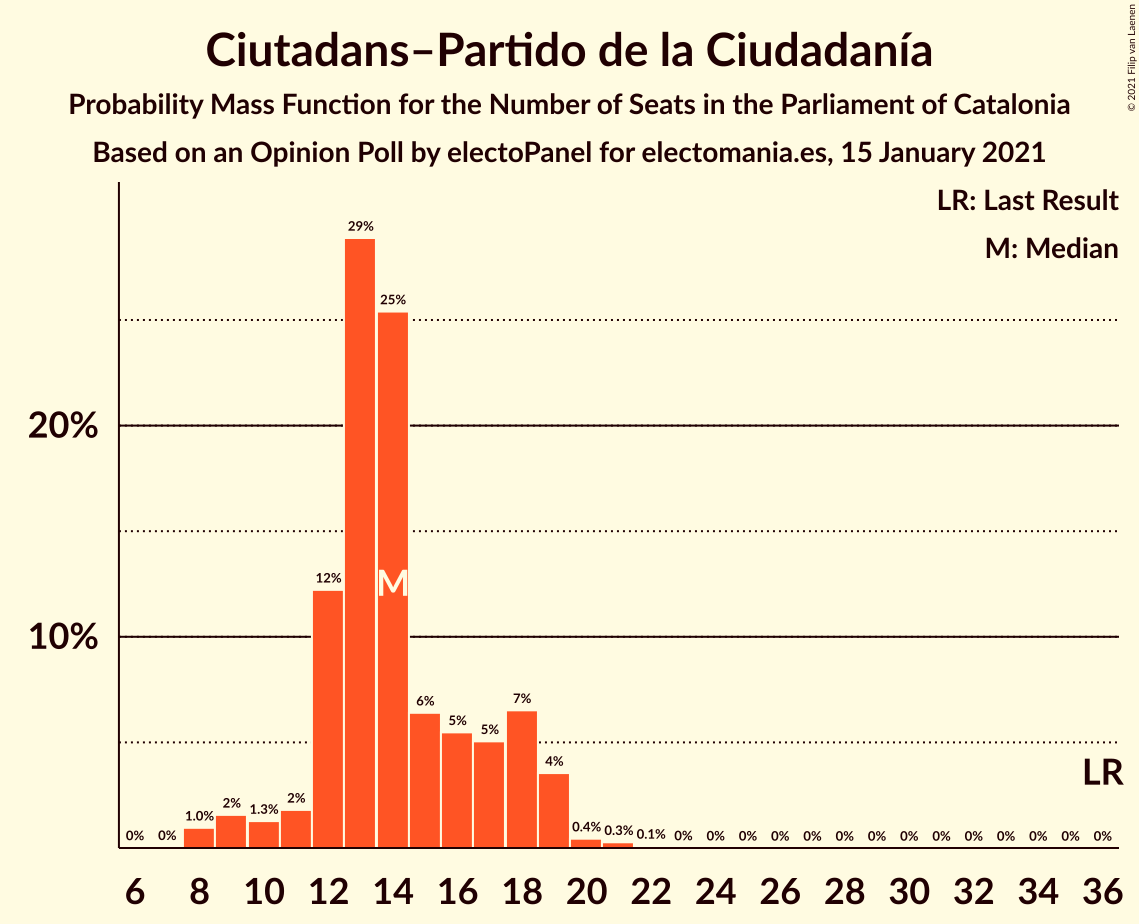 Ciutadans–Partido de la Ciudadanía
Probability Mass Function for the Number of Seats in the Parliament of Catalonia
Based on an Opinion Poll by electoPanel for electomania.es, 15 January 2021
© 2021 Filip van Laenen
LR: Last Result
M: Median
20%
10%
0% 0% 1.0% 2% 1.3% 2% 12% 29% 25% 6% 5% 5% 7% 4% 0.4% 0.3% 0.1% 0% 0% 0% 0% 0% 0% 0% 0% 0% 0% 0% 0% 0% 0%
M
LR
6 8 10 12 14 16 18 20 22 24 26 28 30 32 34 36